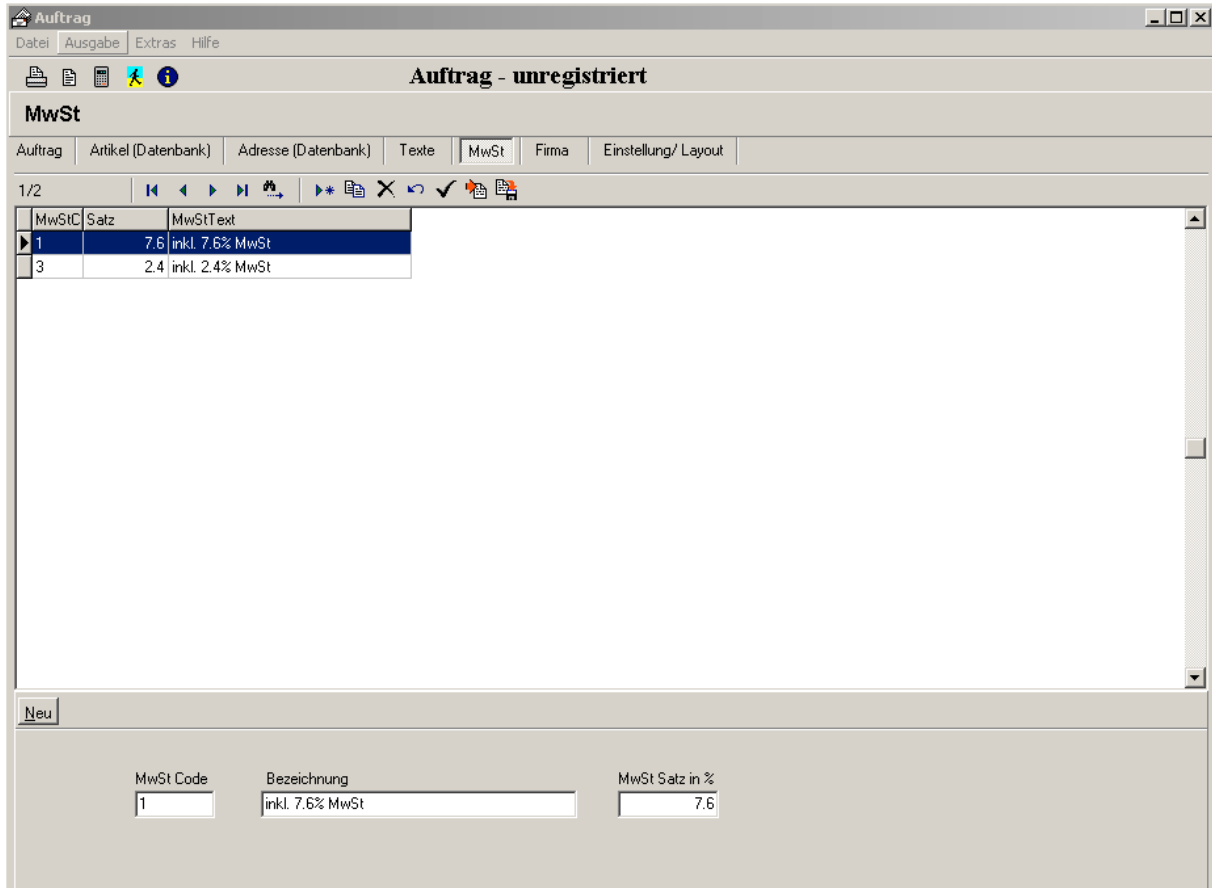 Auftrag
Datei Ausgabe Extras Hilfe
Auftrag - unregistriert
MwSt
Auftrag Artikel (Datenbank) Adresse (Datenbank) Texte MwSt Firma Einstellung/ Layout
1/2
MwStC Satz MwStText
1 7.6 inkl. 7.6% MwSt
3 2.4 inkl. 2.4% MwSt
Neu
MwSt Code Bezeichnung MwSt Satz in %
1 inkl. 7.6% MwSt 7.6